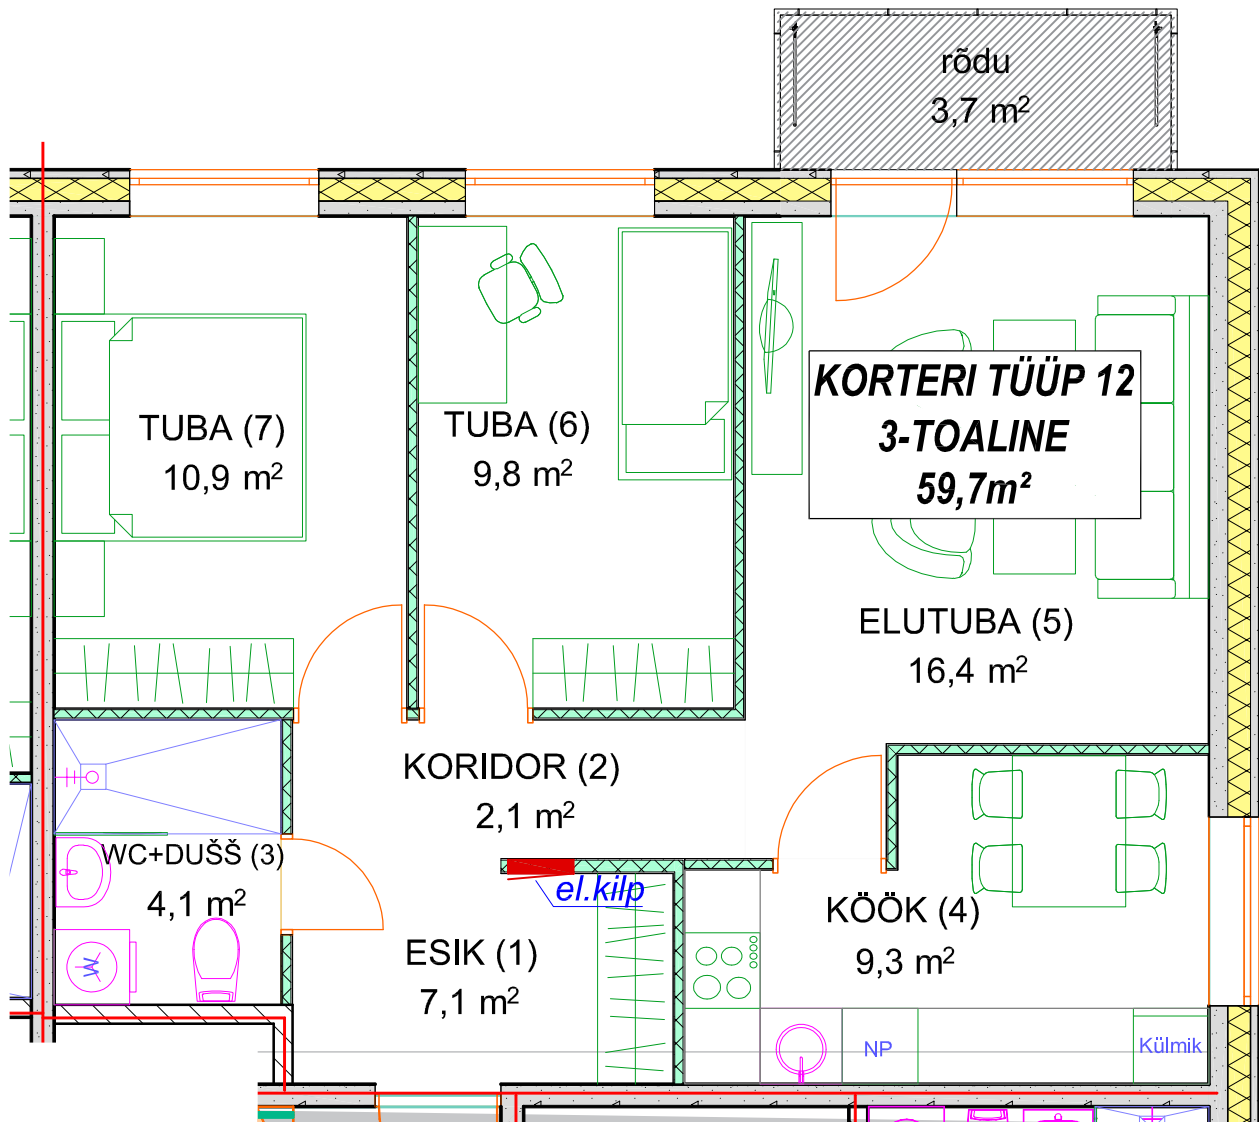 rõdu
3,7 m²
KORTERI TÜÜP 12
3-TOALINE
59,7m²
TUBA (7)
10,9 m²
TUBA (6)
9,8 m²
ELUTUBA (5)
16,4 m²
KORIDOR (2)
2,1 m²
WC+DUŠŠ (3)
4,1 m²
el.kilp
ESIK (1)
7,1 m²
KÖÖK (4)
9,3 m²
W
NP
Külmik